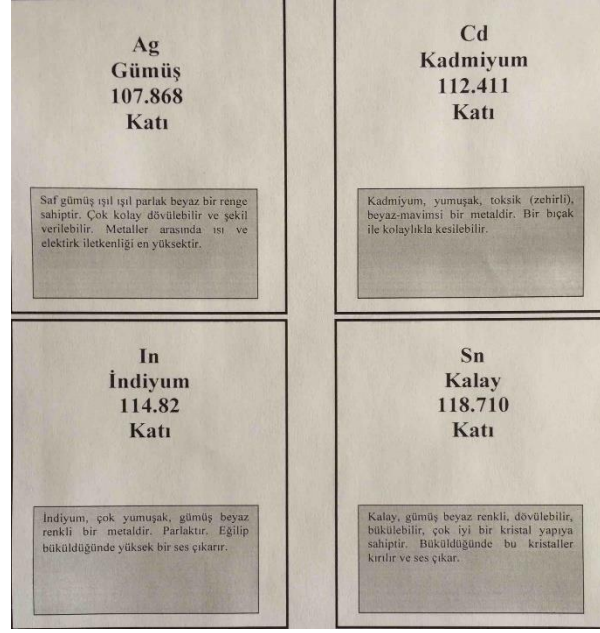 Ag
Gümüş
107.868
Katı
Saf gümüş ışıl ışıl parlak beyaz bir renge
sahiptir. Çok kolay dövülebilir ve şekil
verilebilir. Metaller arasında ısı ve
elektirk iletkenliği en yüksektir.
Cd
Kadmiyum
112.411
Katı
Kadmiyum, yumuşak, toksik (zehirli),
beyaz-mavimsi bir metaldir. Bir bıçak
ile kolaylıkla kesilebilir.
In
İndiyum
114.82
Katı
İndiyum, çok yumuşak, gümüş beyaz
renkli bir metaldir. Parlaktır. Eğilip
büküldüğünde yüksek bir ses çıkarır.
Sn
Kalay
118.710
Katı
Kalay, gümüş beyaz renkli, dövülebilir,
bükülebilir, çok iyi bir kristal yapıya
sahiptir. Büküldüğünde bu kristaller
kırılır ve ses çıkar.